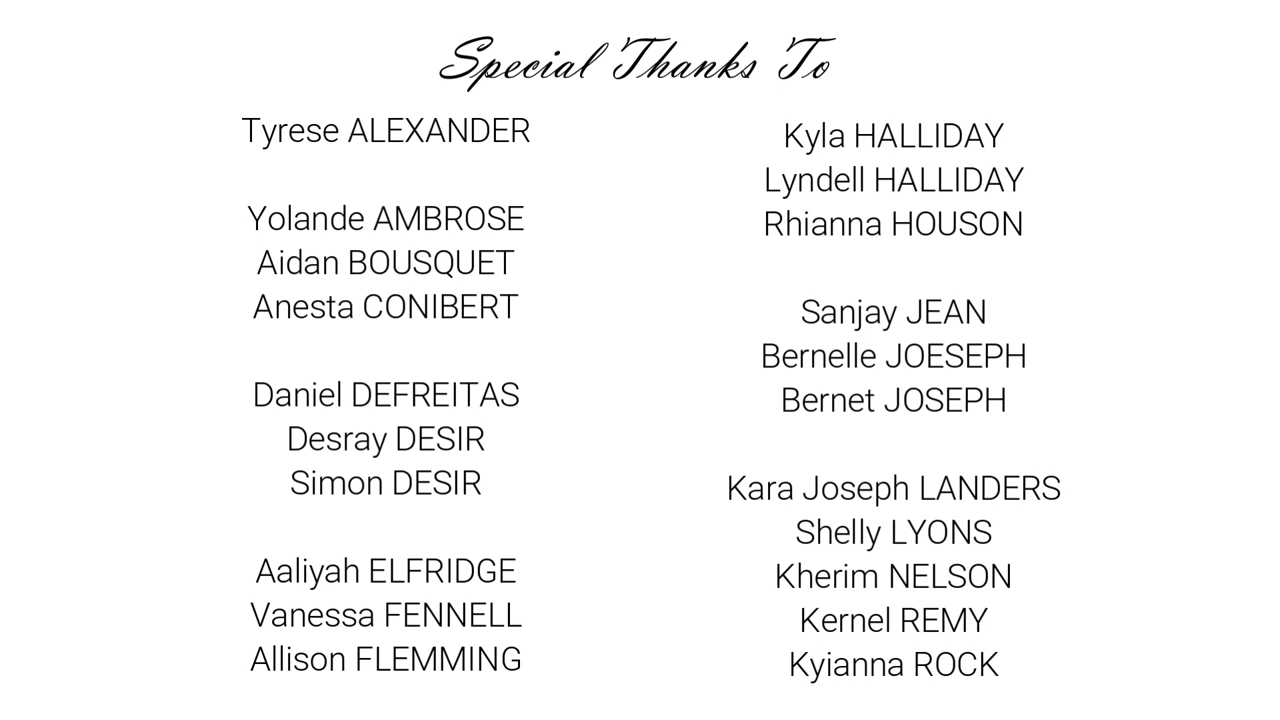 Special Thanks To
Tyrese ALEXANDER
Yolande AMBROSE
Aidan BOUSQUET
Anesta CONIBERT
Daniel DEFREITAS
Desray DESIR
Simon DESIR
Aaliyah ELFRIDGE
Vanessa FENNELL
Allison FLEMMING
Kyla HALLIDAY
Lyndell HALLIDAY
Rhianna HOUSON
Sanjay JEAN
Bernelle JOESEPH
Bernet JOSEPH
Kara Joseph LANDERS
Shelly LYONS
Kherim NELSON
Kernel REMY
Kyianna ROCK